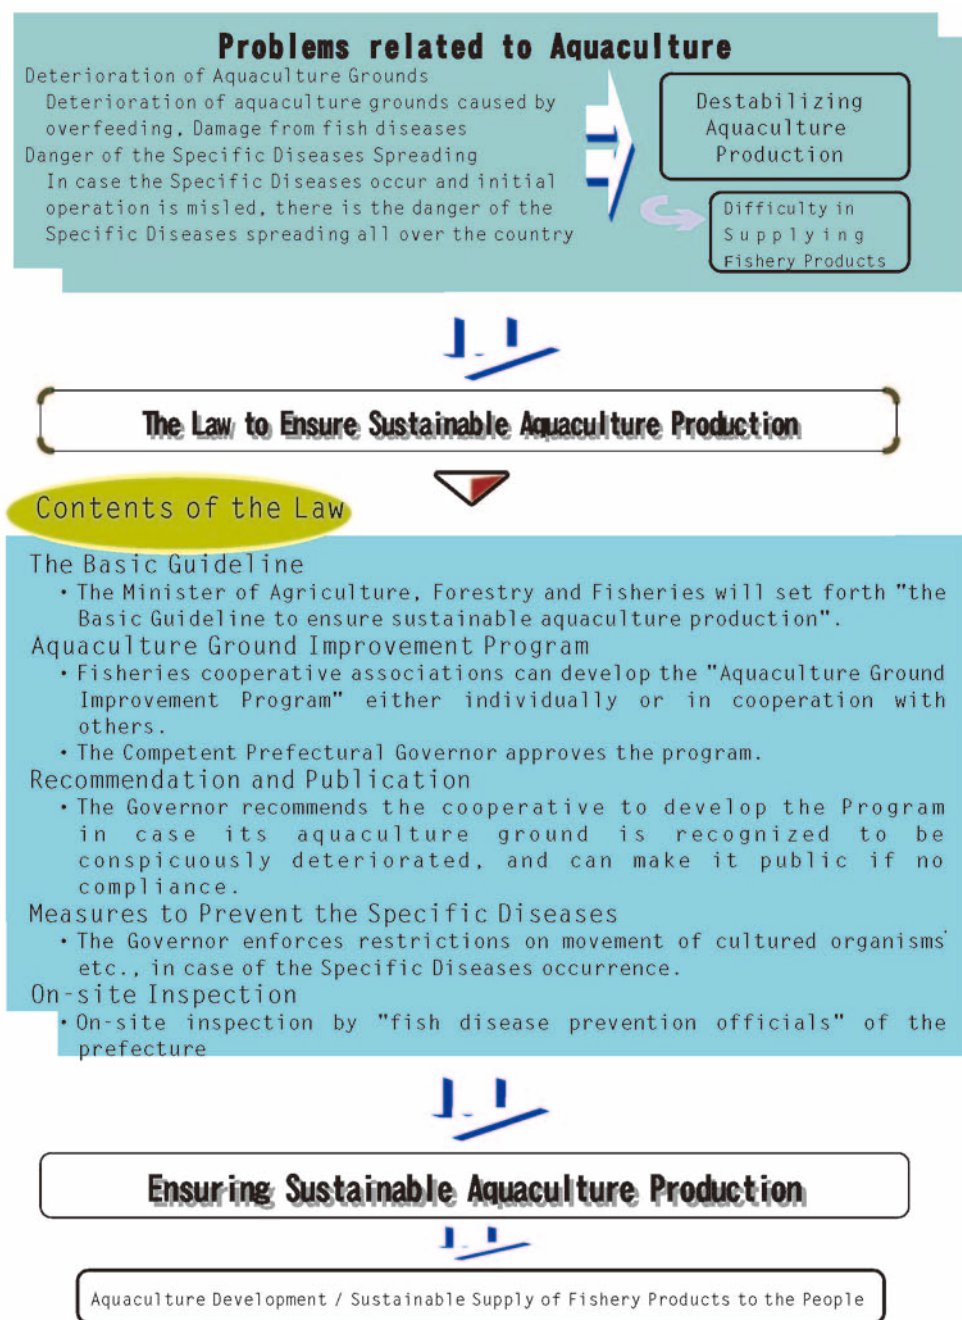 Problems related to Aquaculture
Deterioration of Aquaculture Grounds
Deterioration of aquaculture grounds caused by
overfeeding, Damage from fish diseases
Danger of the Specific Diseases Spreading
In case the Specific Diseases occur and initial
operation is misled, there is the danger of the
Specific Diseases spreading all over the country
Destabilizing
Aquaculture
Production
Difficulty in
Supplying
Fishery Products
The Law to Ensure Sustainable Aquaculture Production
Contents of the Law
The Basic Guideline
・The Minister of Agriculture, Forestry and Fisheries will set forth "the
Basic Guideline to ensure sustainable aquaculture production".
Aquaculture Ground Improvement Program
・Fisheries cooperative associations can develop the "Aquaculture Ground
Improvement Program" either individually or in cooperation with
others.
・The Competent Prefectural Governor approves the program.
Recommendation and Publication
・The Governor recommends the cooperative to develop the Program
in case its aquaculture ground is recognized to be
conspicuously deteriorated, and can make it public if no
compliance.
Measures to Prevent the Specific Diseases
・The Governor enforces restrictions on movement of cultured organisms
etc., in case of the Specific Diseases occurrence.
On-site Inspection
・On-site inspection by "fish disease prevention officials" of the
prefecture
Ensuring Sustainable Aquaculture Production
Aquaculture Development / Sustainable Supply of Fishery Products to the People